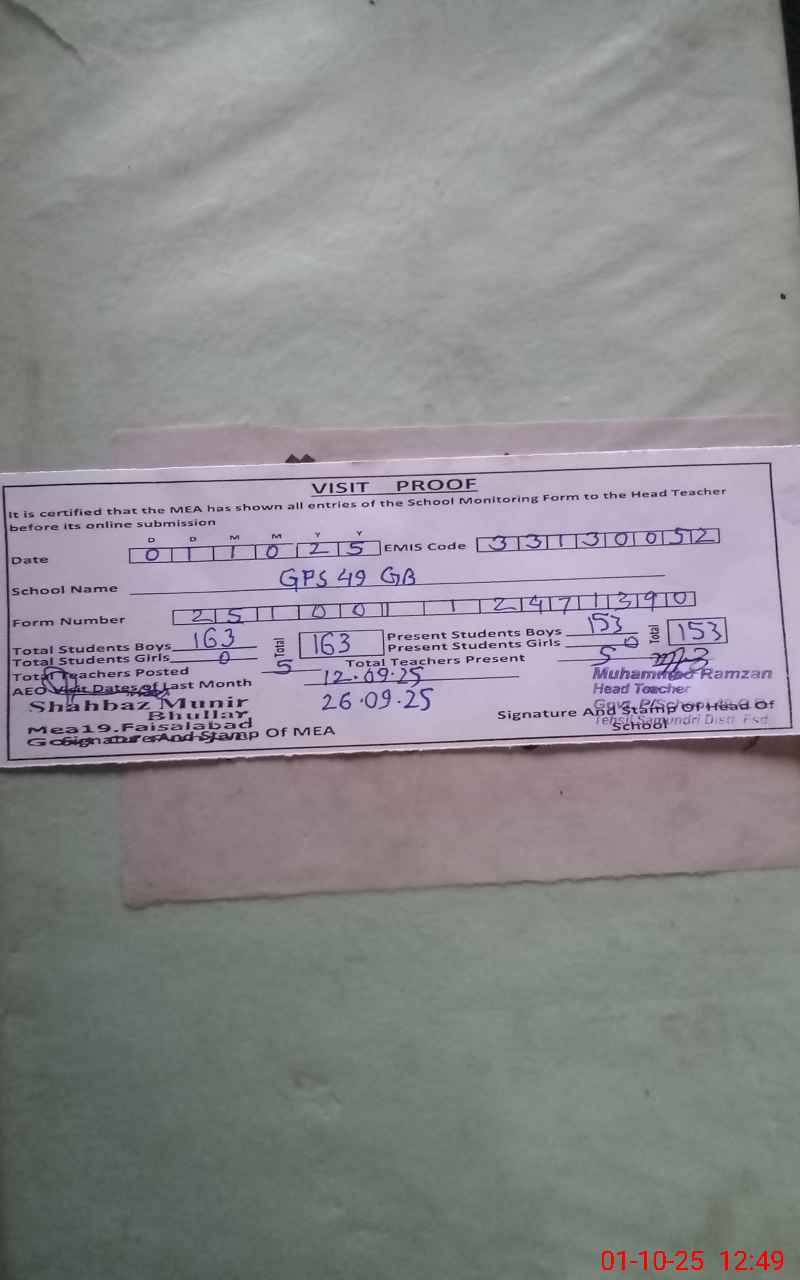 VISIT PROOF
It is certified that the MEA has shown all entries of the School Monitoring Form to the Head Teacher
before its online submission
D D M M Y Y
Date 0 1 1 0 2 5 EMIS Code 3 3 1 3 0 0 5 2
School Name GPS 49 GB
Form Number 2 5 1 0 0 1 2 4 7 1 3 9 0
Total Students Boys 163 Total 163 Present Students Boys 153 Total 153
Total Students Girls 0 Present Students Girls 0
Total Teachers Posted 5 Total Teachers Present 5
AEO Visit Dates of Last Month 12.09.25
26.09.25
Shahbaz Munir
Bhullar
Mea19.Faisalabad
Signature And Stamp Of MEA
Muhammad Ramzan
Head Teacher
Signature And Stamp Of Head Of
School
Tehsil Samundri Distt Fsd
01-10-25 12:49